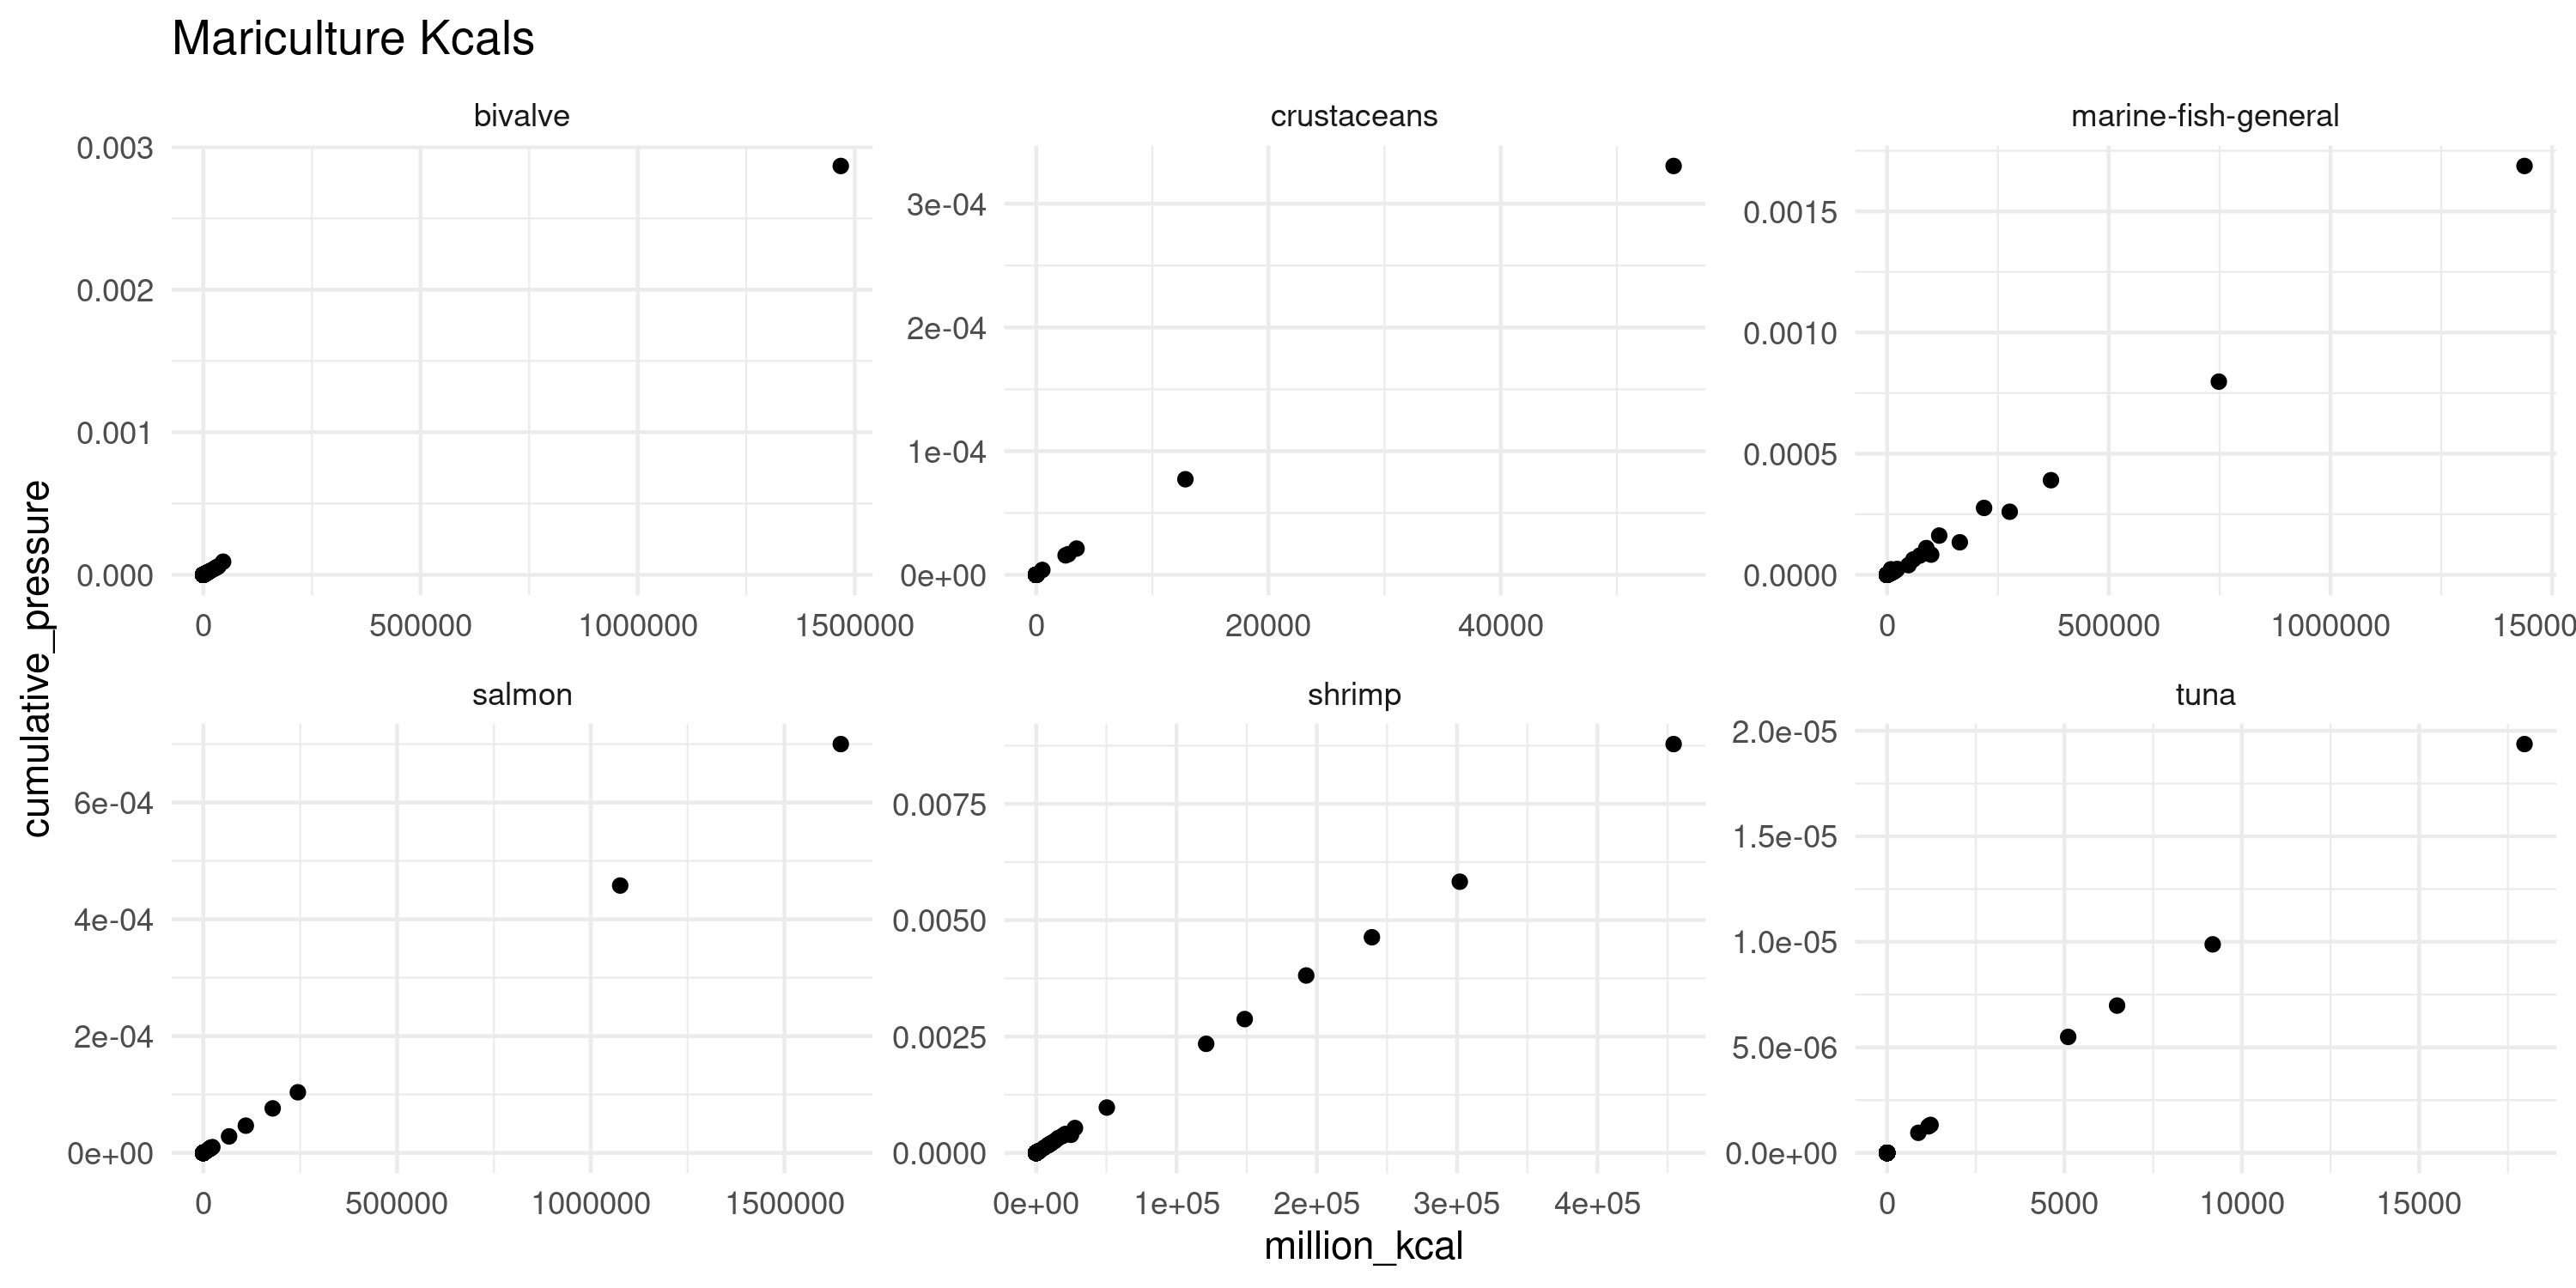 Mariculture Kcals
bivalve
crustaceans
marine-fish-general
0.003
0.002
0.001
0.000
3e-04
2e-04
1e-04
0e+00
0.0015
0.0010
0.0005
0.0000
0 500000 1000000 1500000
0 20000 40000
0 500000 1000000 150000
cumulative_pressure
salmon
shrimp
tuna
6e-04
4e-04
2e-04
0e+00
0.0075
0.0050
0.0025
0.0000
2.0e-05
1.5e-05
1.0e-05
5.0e-06
0.0e+00
0 500000 1000000 1500000
0e+00 1e+05 2e+05 3e+05 4e+05
0 5000 10000 15000
million_kcal